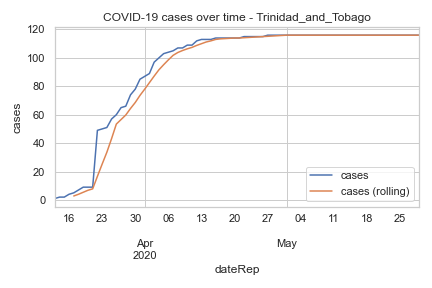 COVID-19 cases over time - Trinidad_and_Tobago
120
100
80
60
40
20
0
cases
cases
cases (rolling)
16 23 30 06 13 20 27 04 11 18 25
Apr May
2020
dateRep